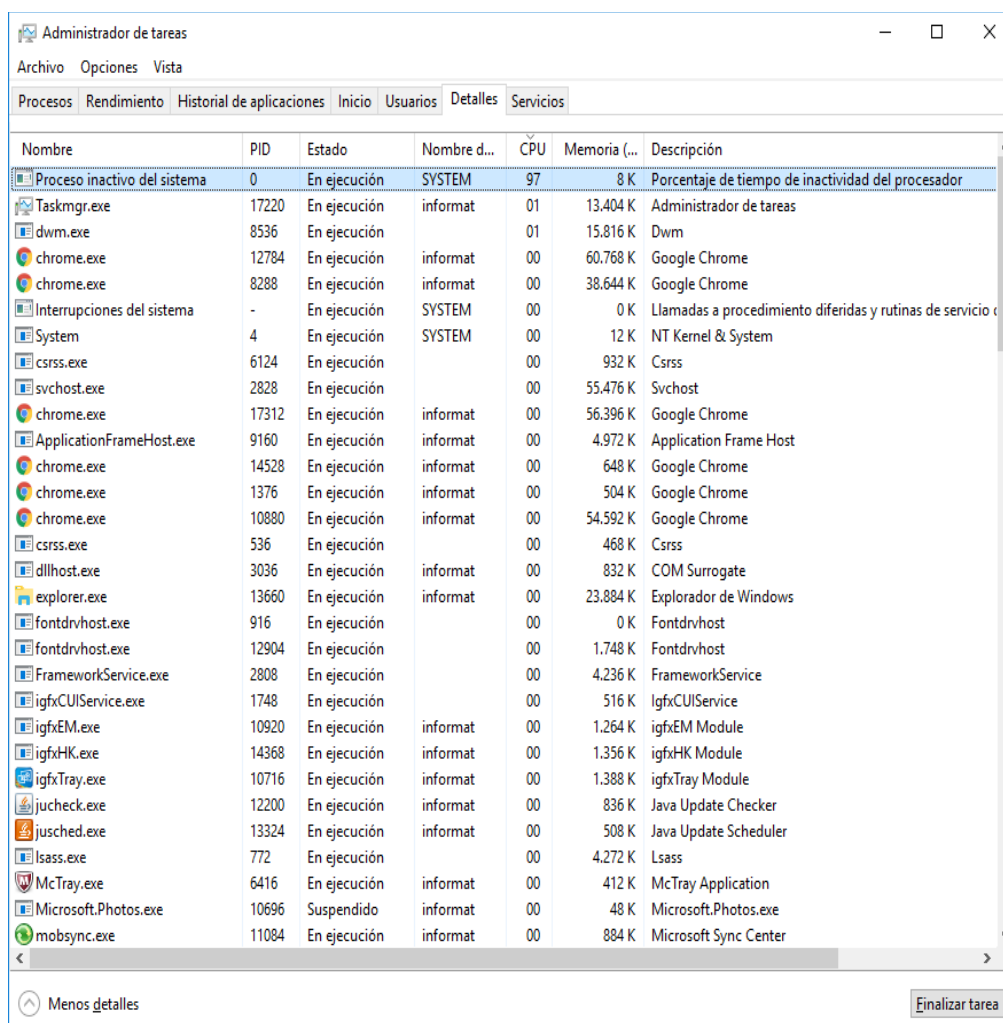 Administrador de tareas
Archivo Opciones Vista
Procesos Rendimiento Historial de aplicaciones Inicio Usuarios Detalles Servicios
Nombre PID Estado Nombre d... CPU Memoria (... Descripción
Proceso inactivo del sistema 0 En ejecución SYSTEM 97 8 K Porcentaje de tiempo de inactividad del procesador
Taskmgr.exe 17220 En ejecución informat 01 13.404 K Administrador de tareas
dwm.exe 8536 En ejecución 01 15.816 K Dwm
chrome.exe 12784 En ejecución informat 00 60.768 K Google Chrome
chrome.exe 8288 En ejecución informat 00 38.644 K Google Chrome
Interrupciones del sistema - En ejecución SYSTEM 00 0 K Llamadas a procedimiento diferidas y rutinas de servicio
System 4 En ejecución SYSTEM 00 12 K NT Kernel & System
csrss.exe 6124 En ejecución 00 932 K Csrss
svchost.exe 2828 En ejecución 00 55.476 K Svchost
chrome.exe 17312 En ejecución informat 00 56.396 K Google Chrome
ApplicationFrameHost.exe 9160 En ejecución informat 00 4.972 K Application Frame Host
chrome.exe 14528 En ejecución informat 00 648 K Google Chrome
chrome.exe 1376 En ejecución informat 00 504 K Google Chrome
chrome.exe 10880 En ejecución informat 00 54.592 K Google Chrome
csrss.exe 536 En ejecución 00 468 K Csrss
dllhost.exe 3036 En ejecución informat 00 832 K COM Surrogate
explorer.exe 13660 En ejecución informat 00 23.884 K Explorador de Windows
fontdrvhost.exe 916 En ejecución 00 0 K Fontdrvhost
fontdrvhost.exe 12904 En ejecución 00 1.748 K Fontdrvhost
FrameworkService.exe 2808 En ejecución 00 4.236 K FrameworkService
igfxCUIService.exe 1748 En ejecución 00 516 K IgfxCUIService
igfxEM.exe 10920 En ejecución informat 00 1.264 K igfxEM Module
igfxHK.exe 14368 En ejecución informat 00 1.356 K igfxHK Module
igfxTray.exe 10716 En ejecución informat 00 1.388 K igfxTray Module
jucheck.exe 12200 En ejecución informat 00 836 K Java Update Checker
jusched.exe 13324 En ejecución informat 00 508 K Java Update Scheduler
lsass.exe 772 En ejecución 00 4.272 K Lsass
McTray.exe 6416 En ejecución informat 00 412 K McTray Application
Microsoft.Photos.exe 10696 Suspendido informat 00 48 K Microsoft.Photos.exe
mobsync.exe 11084 En ejecución informat 00 884 K Microsoft Sync Center
Menos detalles Finalizar tarea